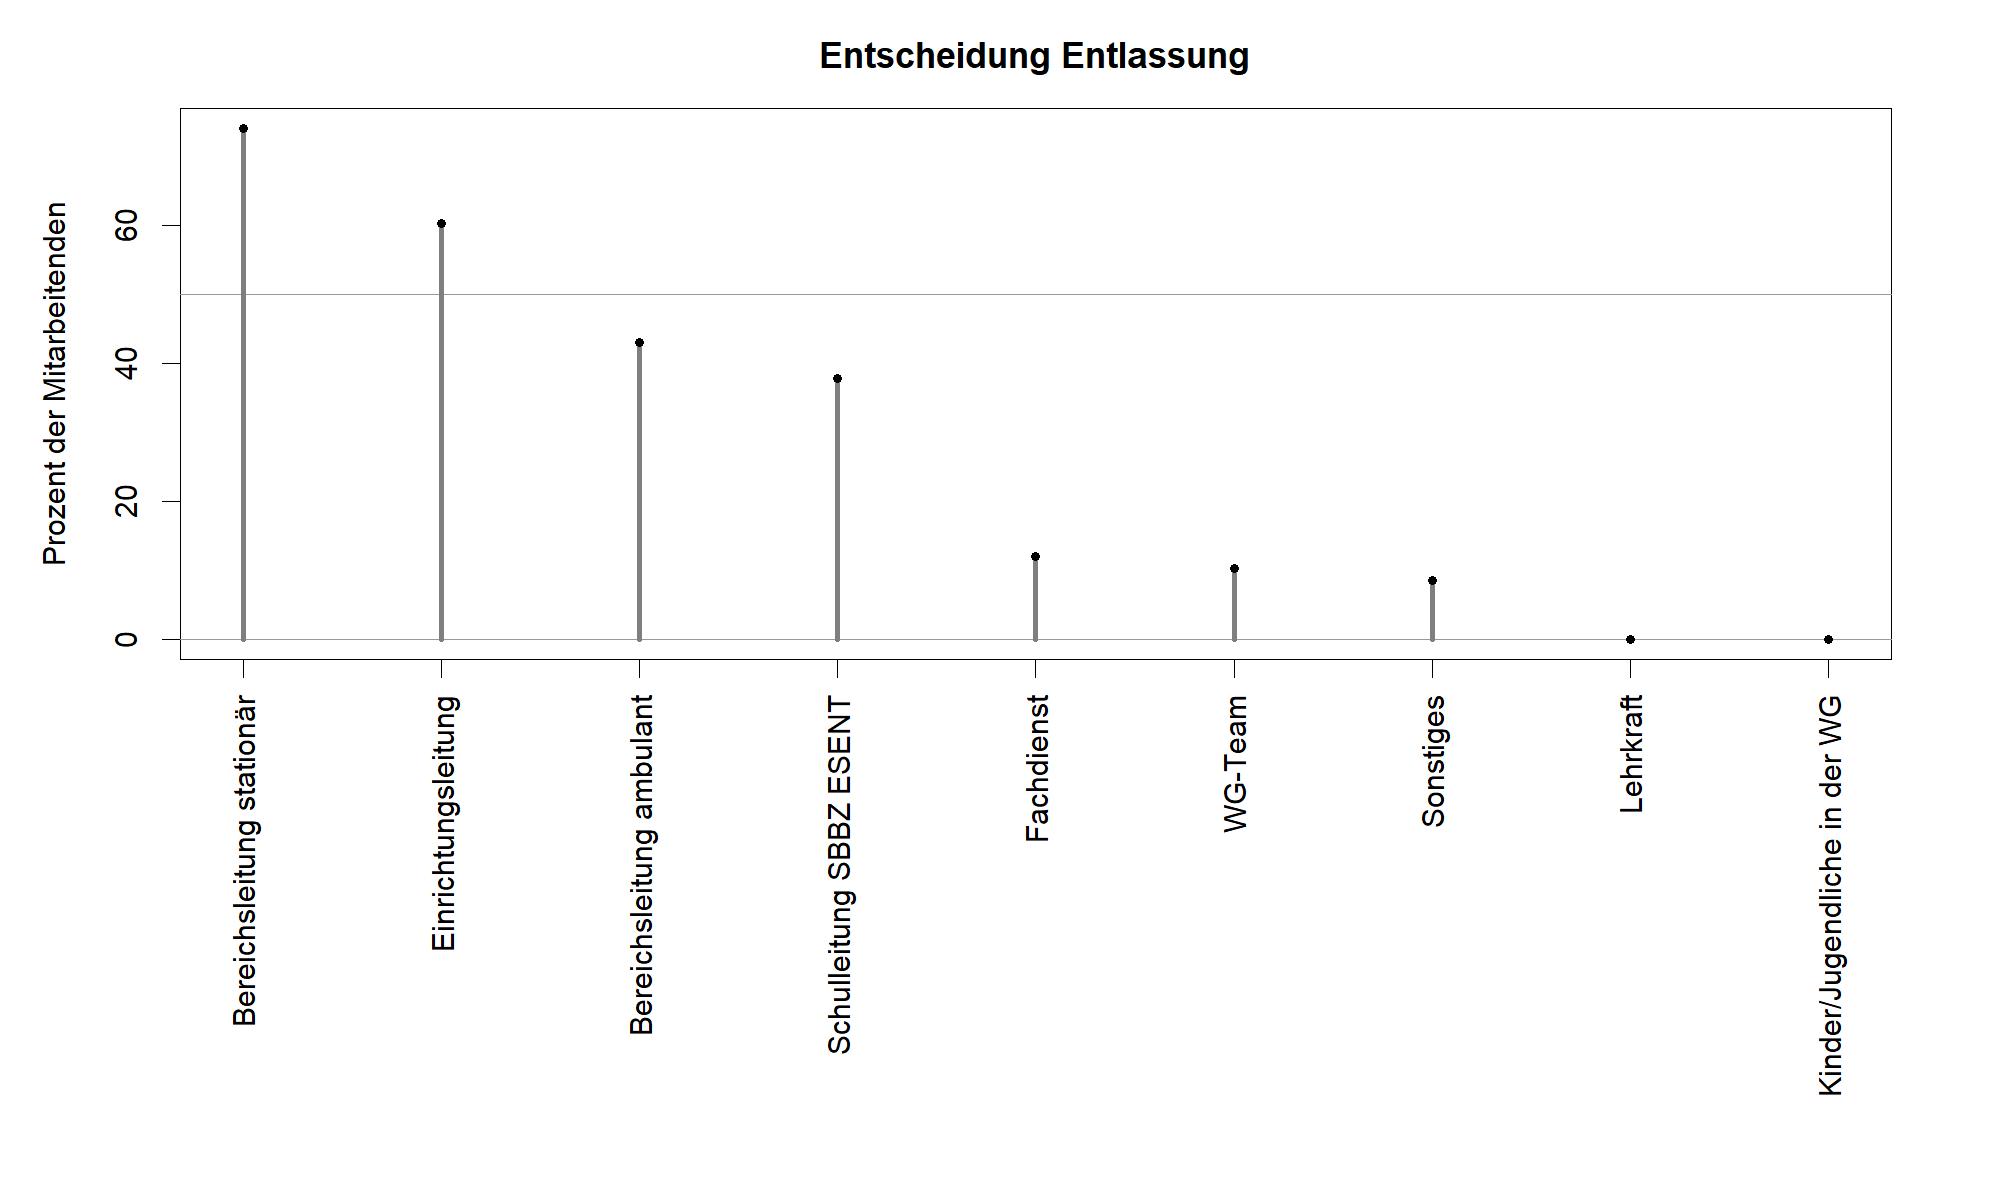 Entscheidung Entlassung
Prozent der Mitarbeitenden
60
40
20
0
Bereichsleitung stationär
Einrichtungsleitung
Bereichsleitung ambulant
Schulleitung SBBZ ESENT
Fachdienst
WG-Team
Sonstiges
Lehrkraft
Kinder/Jugendliche in der WG